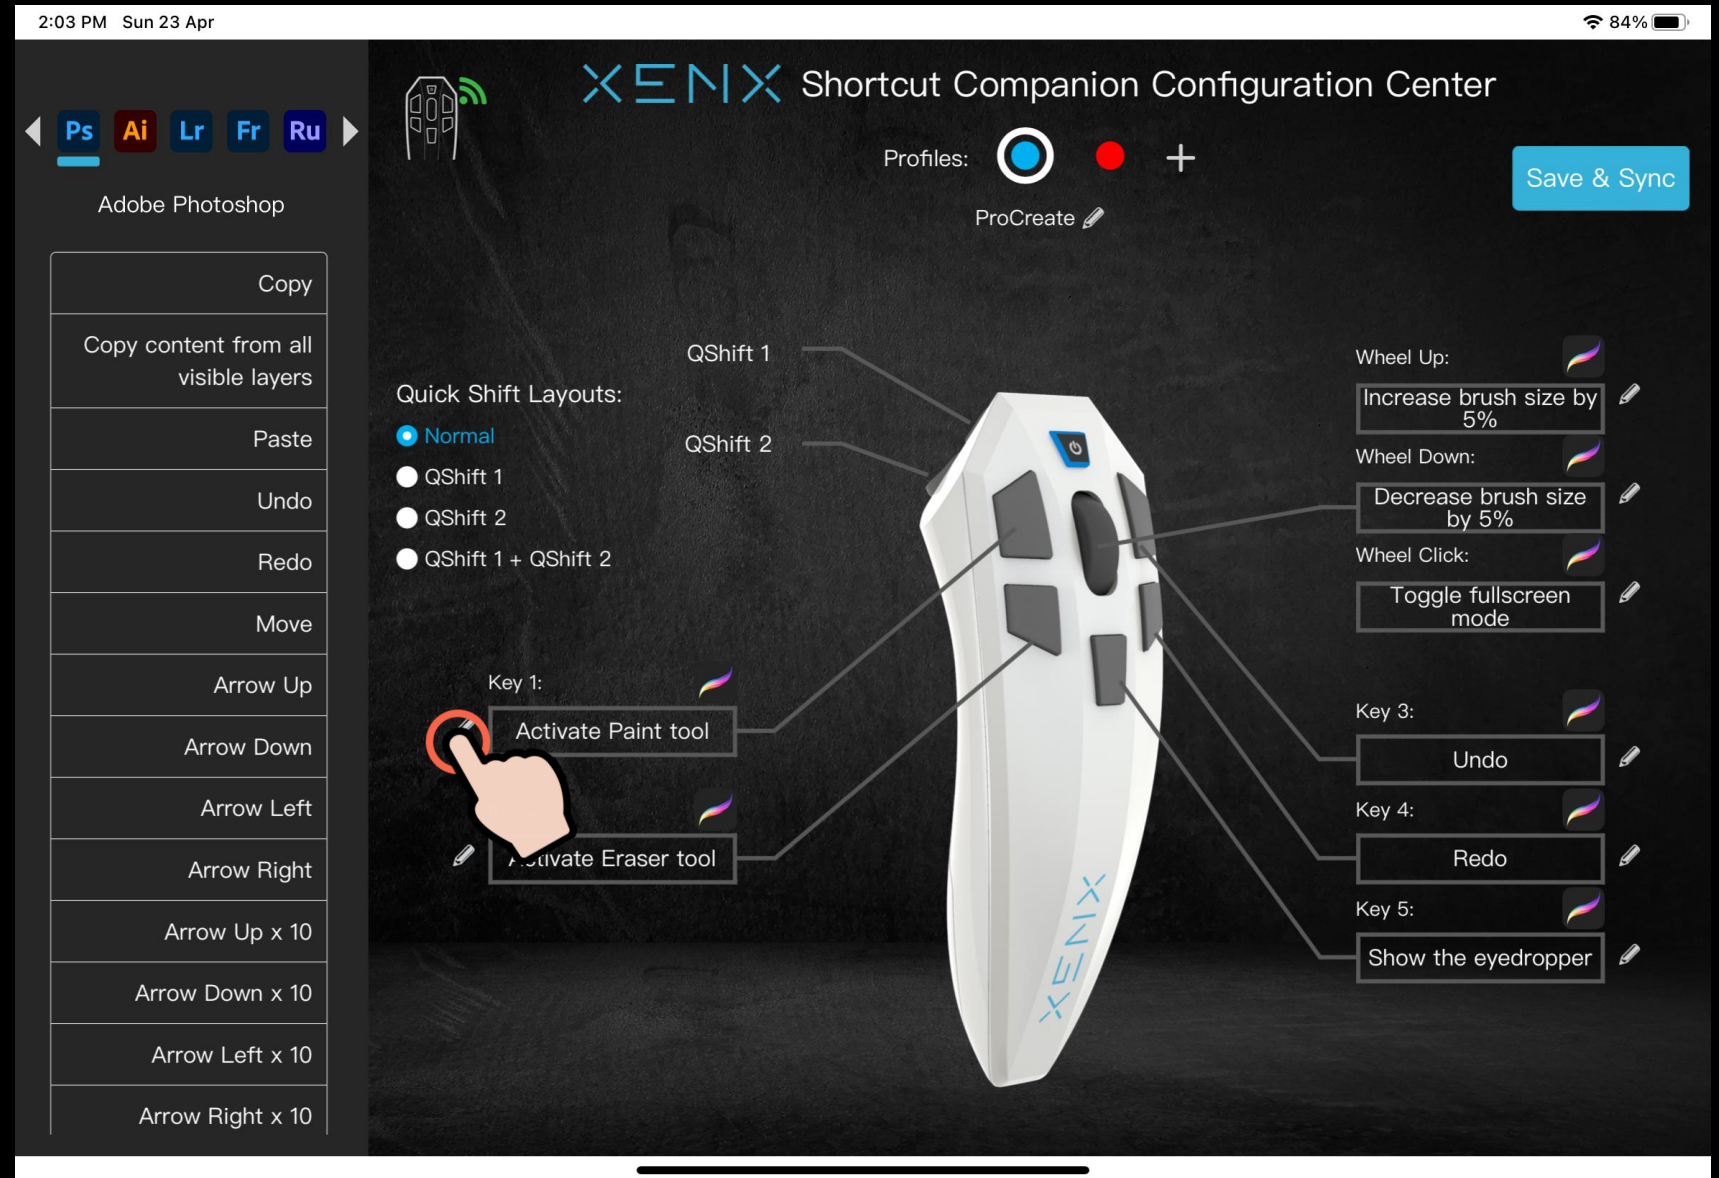 2:03 PM Sun 23 Apr
84%
XENX Shortcut Companion Configuration Center
Ps Ai Lr Fr Ru
Profiles:
Save & Sync
Adobe Photoshop
ProCreate
Copy
Copy content from all
visible layers
Paste
Undo
Redo
Move
Arrow Up
Arrow Down
Arrow Left
Arrow Right
Arrow Up x 10
Arrow Down x 10
Arrow Left x 10
Arrow Right x 10
Quick Shift Layouts:
Normal
QShift 1
QShift 2
QShift 1 + QShift 2
QShift 1
QShift 2
Key 1:
Activate Paint tool
Activate Eraser tool
XENX
Wheel Up:
Increase brush size by
5%
Wheel Down:
Decrease brush size
by 5%
Wheel Click:
Toggle fullscreen
mode
Key 3:
Undo
Key 4:
Redo
Key 5:
Show the eyedropper